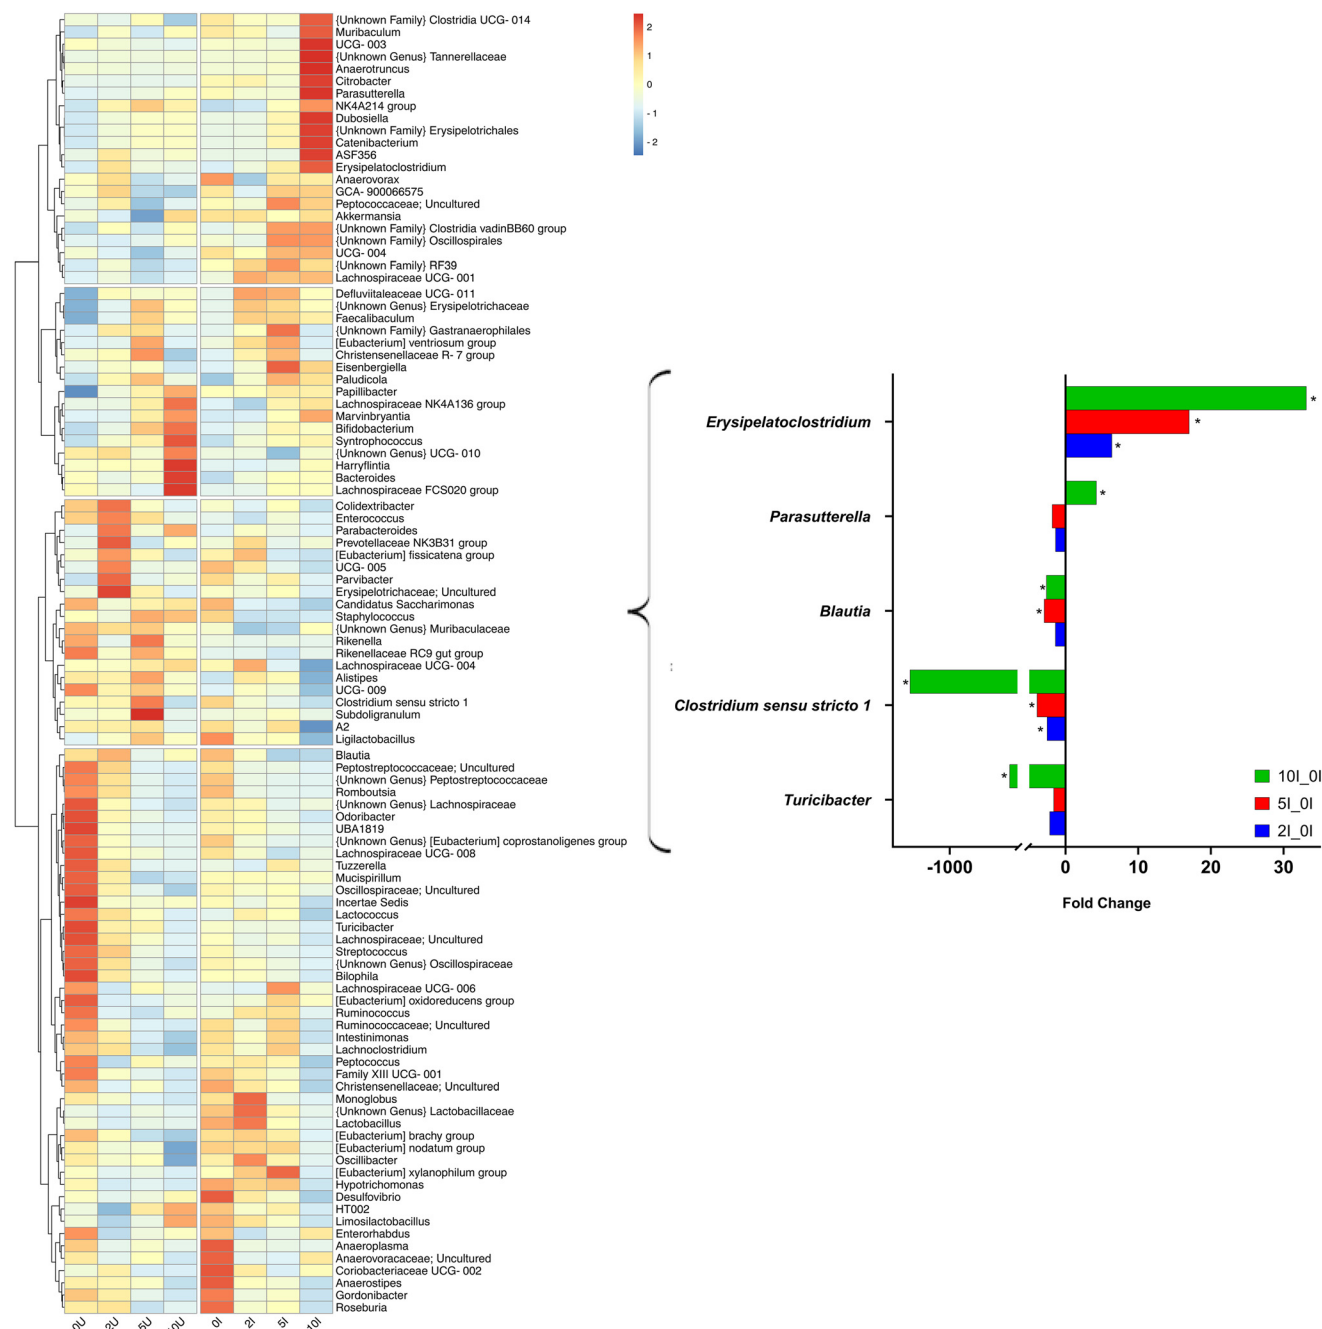 {Unknown Family} Clostridia UCG- 014
Muribaculum
UCG- 003
{Unknown Genus} Tannerellaceae
Anaerotruncus
Citrobacter
Parasutterella
NK4A214 group
Dubosiella
{Unknown Family} Erysipelotrichales
Catenibacterium
ASF356
Erysipelatoclostridium
Anaerovorax
GCA- 900066575
Peptococcaceae; Uncultured
Akkermansia
{Unknown Family} Clostridia vadinBB60 group
{Unknown Family} Oscillospirales
UCG- 004
{Unknown Family} RF39
Lachnospiraceae UCG- 001
Defluviitaleaceae UCG- 011
{Unknown Genus} Erysipelotrichaceae
Faecalibaculum
{Unknown Family} Gastranaerophilales
[Eubacterium] ventriosum group
Christensenellaceae R- 7 group
Eisenbergiella
Paludicola
Papillibacter
Lachnospiraceae NK4A136 group
Marvinbryantia
Bifidobacterium
Syntrophococcus
{Unknown Genus} UCG- 010
Harryflintia
Bacteroides
Lachnospiraceae FCS020 group
Colidextribacter
Enterococcus
Parabacteroides
Prevotellaceae NK3B31 group
[Eubacterium] fissicatena group
UCG- 005
Parvibacter
Erysipelotrichaceae; Uncultured
Candidatus Saccharimonas
Staphylococcus
{Unknown Genus} Muribaculaceae
Rikenella
Rikenellaceae RC9 gut group
Lachnospiraceae UCG- 004
Alistipes
UCG- 009
Clostridium sensu stricto 1
Subdoligranulum
A2
Ligilactobacillus
Blautia
Peptostreptococcaceae; Uncultured
{Unknown Genus} Peptostreptococcaceae
Romboutsia
{Unknown Genus} Lachnospiraceae
Odoribacter
UBA1819
{Unknown Genus} [Eubacterium] coprostanoligenes group
Lachnospiraceae UCG- 008
Tuzzerella
Mucispirillum
Oscillospiraceae; Uncultured
Incertae Sedis
Lactococcus
Turicibacter
Lachnospiraceae; Uncultured
Streptococcus
{Unknown Genus} Oscillospiraceae
Bilophila
Lachnospiraceae UCG- 006
[Eubacterium] oxidoreducens group
Ruminococcus
Ruminococcaceae; Uncultured
Intestinimonas
Lachnoclostridium
Peptococcus
Family XIII UCG- 001
Christensenellaceae; Uncultured
Monoglobus
{Unknown Genus} Lactobacillaceae
Lactobacillus
[Eubacterium] brachy group
[Eubacterium] nodatum group
Oscillibacter
[Eubacterium] xylanophilum group
Hypotrichomonas
Desulfovibrio
HT002
Limosilactobacillus
Enterorhabdus
Anaeroplasma
Anaerovoracaceae; Uncultured
Coriobacteriaceae UCG- 002
Anaerostipes
Gordonibacter
Roseburia
0I 2I 5I 10I
2
1
0
- 1
- 2
Erysipelatoclostridium
Parasutterella
Blautia
Clostridium sensu stricto 1
Turicibacter
* * *
*
* *
* * *
*
10I_0I
5I_0I
2I_0I
-1000 0 10 20 30
Fold Change